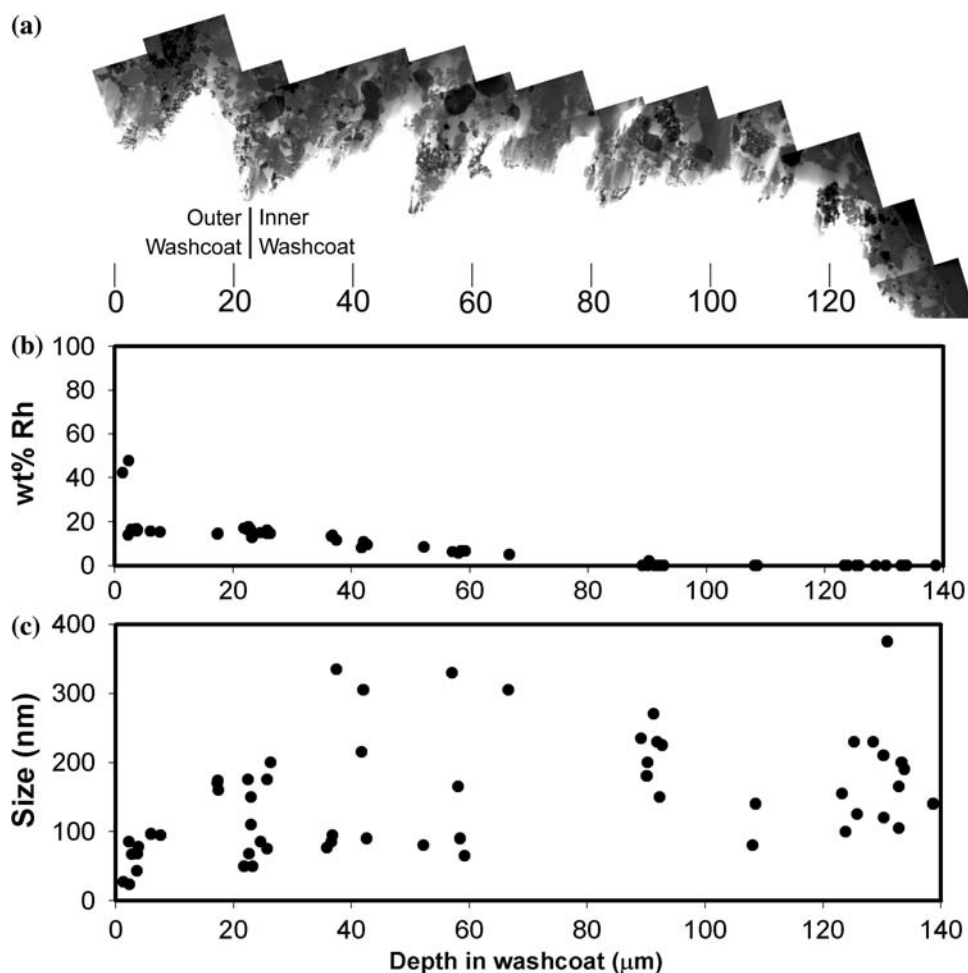 (a)
Outer Inner
Washcoat Washcoat
0 20 40 60 80 100 120
(b)
100
80
60
40
20
0
wt% Rh
0 20 40 60 80 100 120 140
(c)
400
300
200
100
0
Size (nm)
0 20 40 60 80 100 120 140
Depth in washcoat (μm)